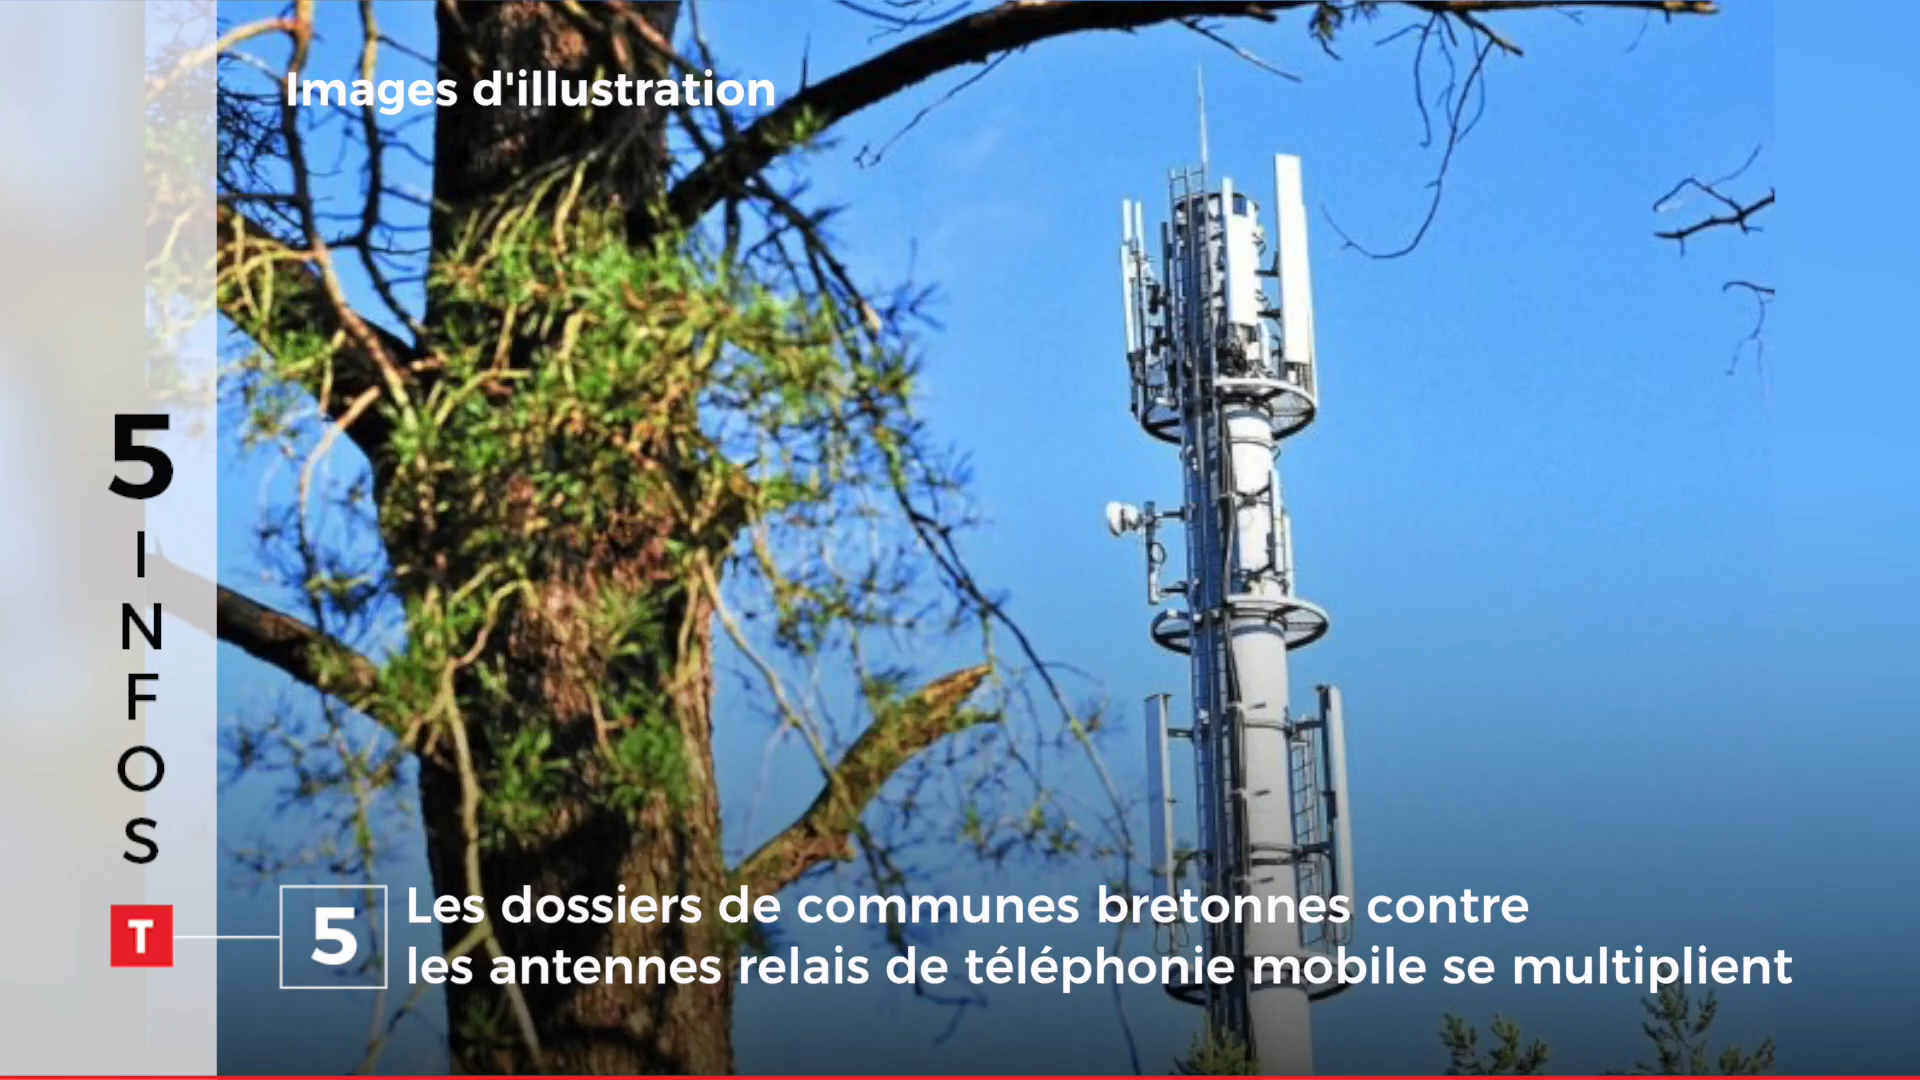 Images d'illustration
5
INFOS
T
5
Les dossiers de communes bretonnes contre
les antennes relais de téléphonie mobile se multiplient